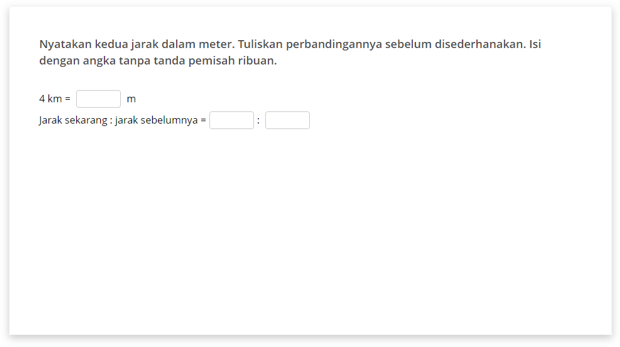 Nyatakan kedua jarak dalam meter. Tuliskan perbandingannya sebelum disederhanakan. Isi
dengan angka tanpa tanda pemisah ribuan.
4 km = m
Jarak sekarang : jarak sebelumnya = :